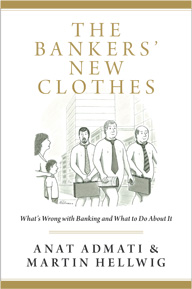 THE
BANKERS’
NEW
CLOTHES
What’s Wrong with Banking and What to Do About It
ANAT ADMATI &
MARTIN HELLWIG